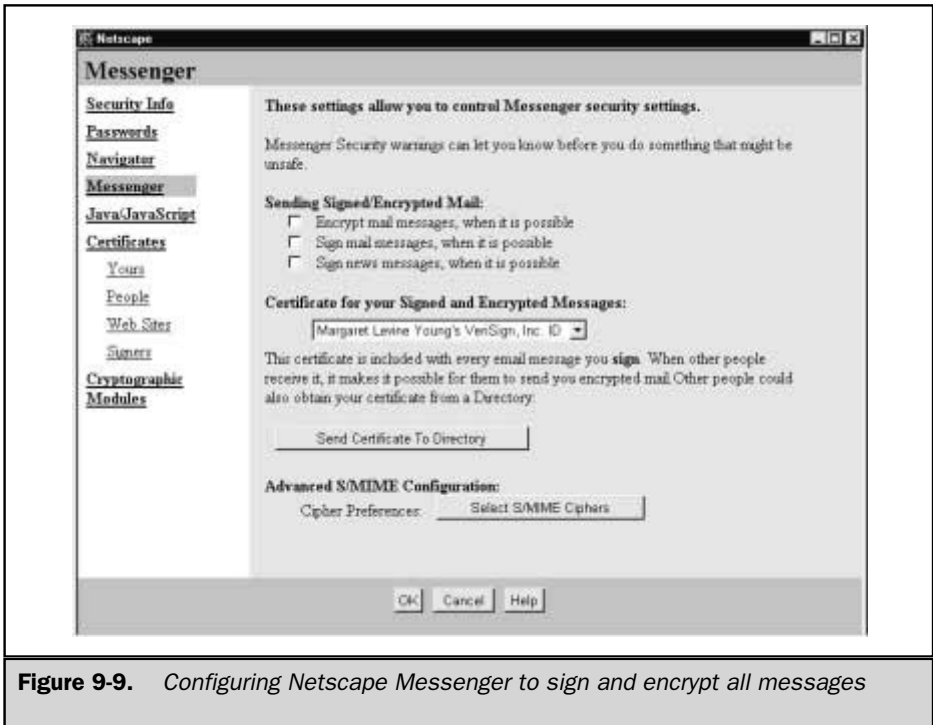 Netscape
Messenger
Security Info
Passwords
Navigator
Messenger
Java/JavaScript
Certificates
Yours
People
Web Sites
Signers
Cryptographic
Modules
These settings allow you to control Messenger security settings.
Messenger Security warnings can let you know before you do something that might be
unsafe.
Sending Signed/Encrypted Mail:
Encrypt mail messages, when it is possible
Sign mail messages, when it is possible
Sign news messages, when it is possible
Certificate for your Signed and Encrypted Messages:
Margaret Levine Young's VeriSign, Inc. ID
This certificate is included with every email message you sign. When other people
receive it, it makes it possible for them to send you encrypted mail. Other people could
also obtain your certificate from a Directory:
Send Certificate To Directory
Advanced S/MIME Configuration:
Cipher Preferences: Select S/MIME Ciphers
OK Cancel Help
Figure 9-9. Configuring Netscape Messenger to sign and encrypt all messages